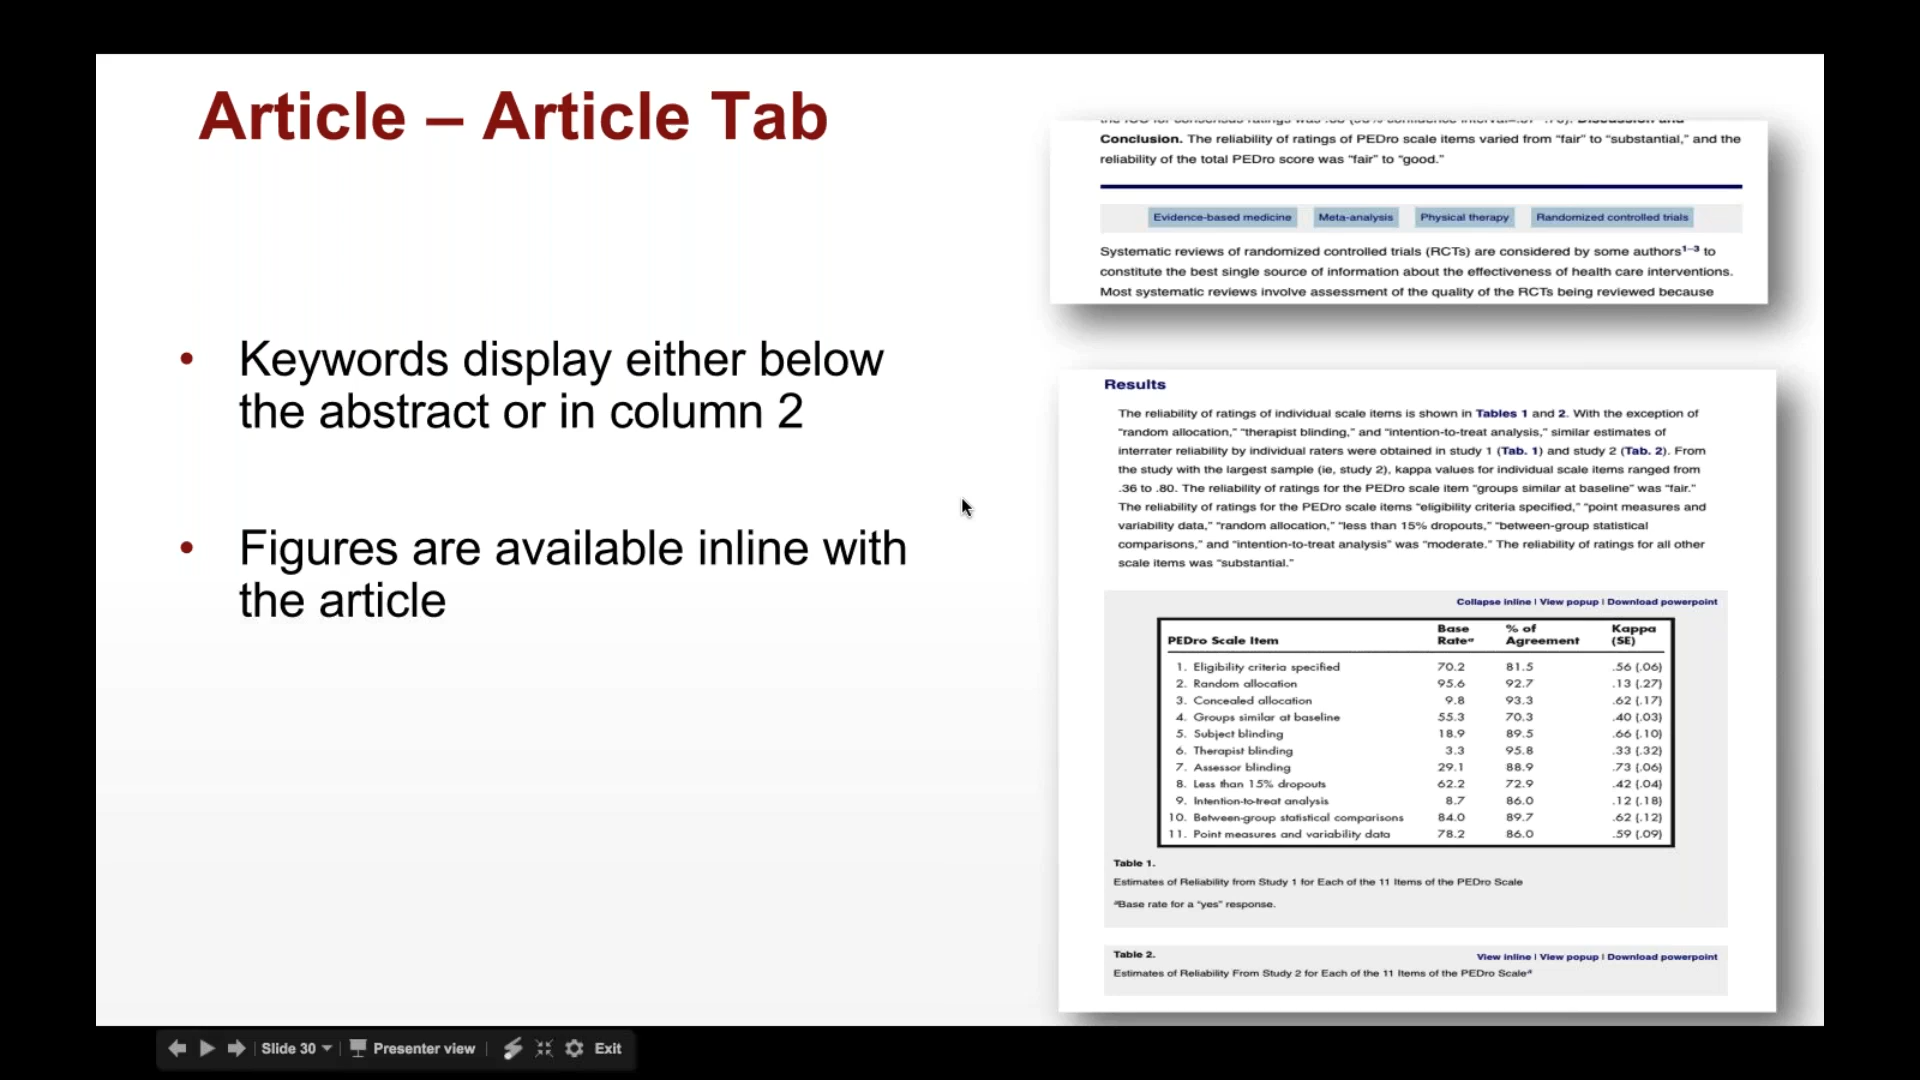 Article – Article Tab
• Keywords display either below
the abstract or in column 2
• Figures are available inline with
the article
Conclusion. The reliability of ratings of PEDro scale items varied from “fair” to “substantial,” and the
reliability of the total PEDro score was “fair” to “good.”
Evidence-based medicine Meta-analysis Physical therapy Randomized controlled trials
Systematic reviews of randomized controlled trials (RCTs) are considered by some authors1–3 to
constitute the best single source of information about the effectiveness of health care interventions.
Most systematic reviews involve assessment of the quality of the RCTs being reviewed because
Results
The reliability of ratings of individual scale items is shown in Tables 1 and 2. With the exception of
“random allocation,” “therapist blinding,” and “intention-to-treat analysis,” similar estimates of
interrater reliability by individual raters were obtained in study 1 (Tab. 1) and study 2 (Tab. 2). From
the study with the largest sample (ie, study 2), kappa values for individual scale items ranged from
.36 to .80. The reliability of ratings for the PEDro scale item “groups similar at baseline” was “fair.”
The reliability of ratings for the PEDro scale items “eligibility criteria specified,” “point measures and
variability data,” “random allocation,” “less than 15% dropouts,” “between-group statistical
comparisons,” and “intention-to-treat analysis” was “moderate.” The reliability of ratings for all other
scale items was “substantial.”
Collapse inline | View popup | Download powerpoint
PEDro Scale Item Base Ratea % of Agreement Kappa (SE)
1. Eligibility criteria specified 70.2 81.5 .56 (.06)
2. Random allocation 95.6 92.7 .13 (.27)
3. Concealed allocation 9.8 93.3 .62 (.17)
4. Groups similar at baseline 55.3 70.3 .40 (.03)
5. Subject blinding 18.9 89.5 .66 (.10)
6. Therapist blinding 3.3 95.8 .33 (.32)
7. Assessor blinding 29.1 88.9 .73 (.06)
8. Less than 15% dropouts 62.2 72.9 .42 (.04)
9. Intention-to-treat analysis 8.7 86.0 .12 (.18)
10. Between-group statistical comparisons 84.0 89.7 .62 (.12)
11. Point measures and variability data 78.2 86.0 .59 (.09)
Table 1.
Estimates of Reliability from Study 1 for Each of the 11 Items of the PEDro Scale
aBase rate for a “yes” response.
Table 2.
View inline | View popup | Download powerpoint
Estimates of Reliability From Study 2 for Each of the 11 Items of the PEDro Scalea
Slide 30 Presenter view Exit